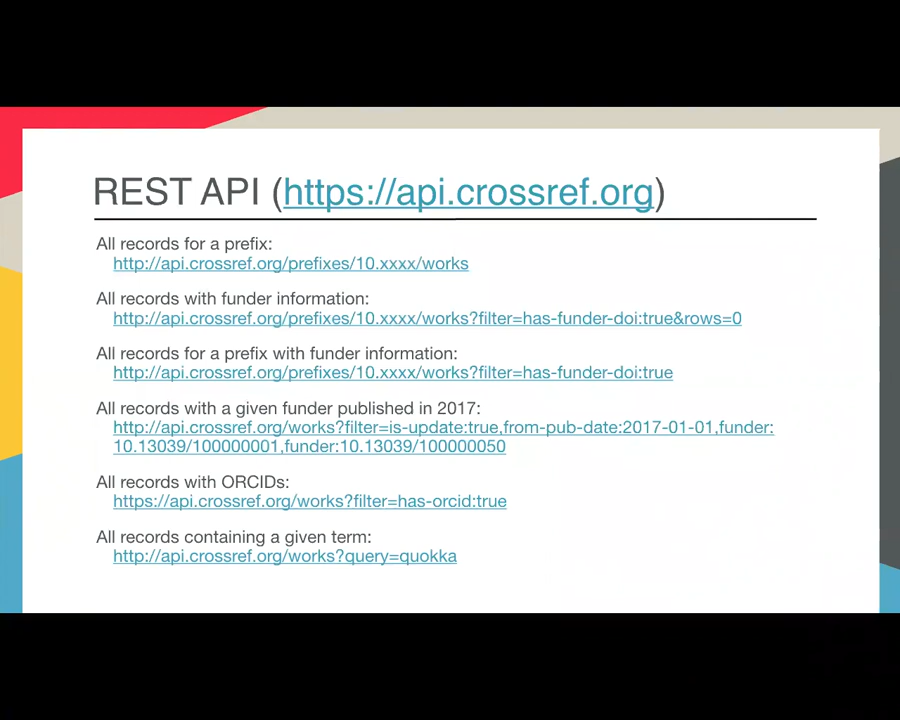 REST API (https://api.crossref.org)
All records for a prefix:
http://api.crossref.org/prefixes/10.xxxx/works
All records with funder information:
http://api.crossref.org/prefixes/10.xxxx/works?filter=has-funder-doi:true&rows=0
All records for a prefix with funder information:
http://api.crossref.org/prefixes/10.xxxx/works?filter=has-funder-doi:true
All records with a given funder published in 2017:
http://api.crossref.org/works?filter=is-update:true,from-pub-date:2017-01-01,funder:
10.13039/100000001,funder:10.13039/100000050
All records with ORCIDs:
https://api.crossref.org/works?filter=has-orcid:true
All records containing a given term:
http://api.crossref.org/works?query=quokka